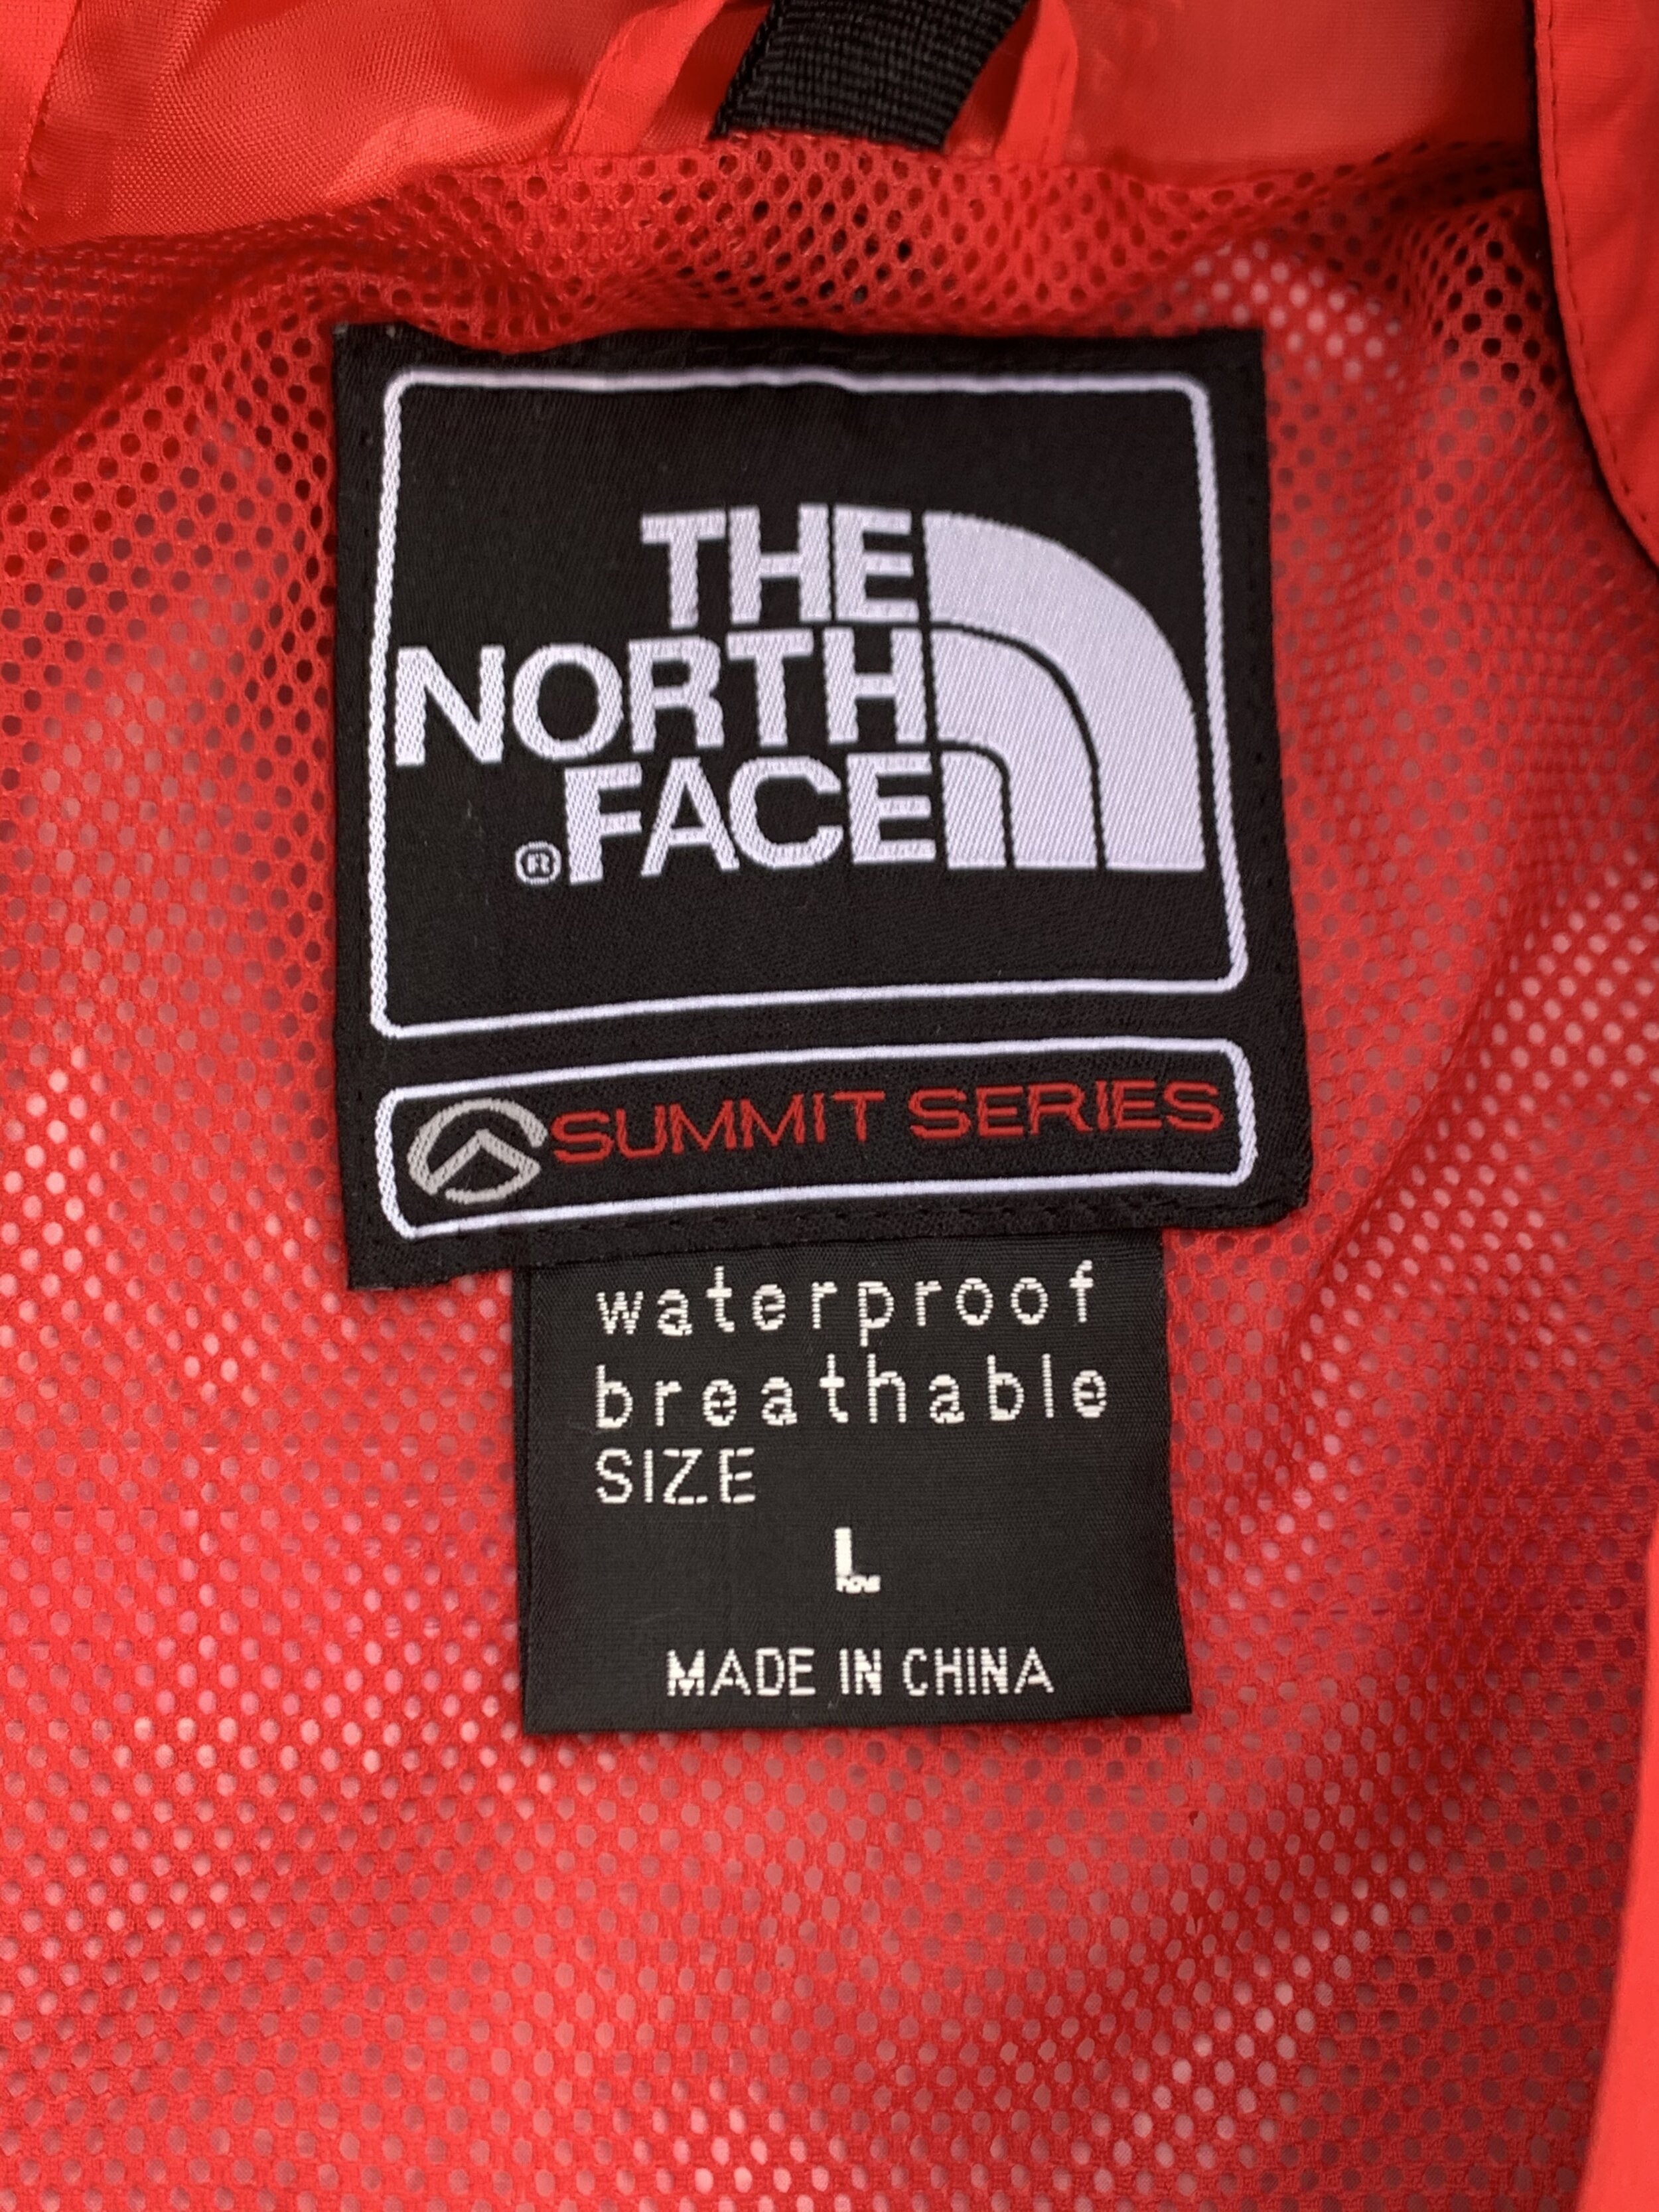 THE
NORTH
®FACE
SUMMIT SERIES
waterproof
breathable
SIZE
L
MADE IN CHINA